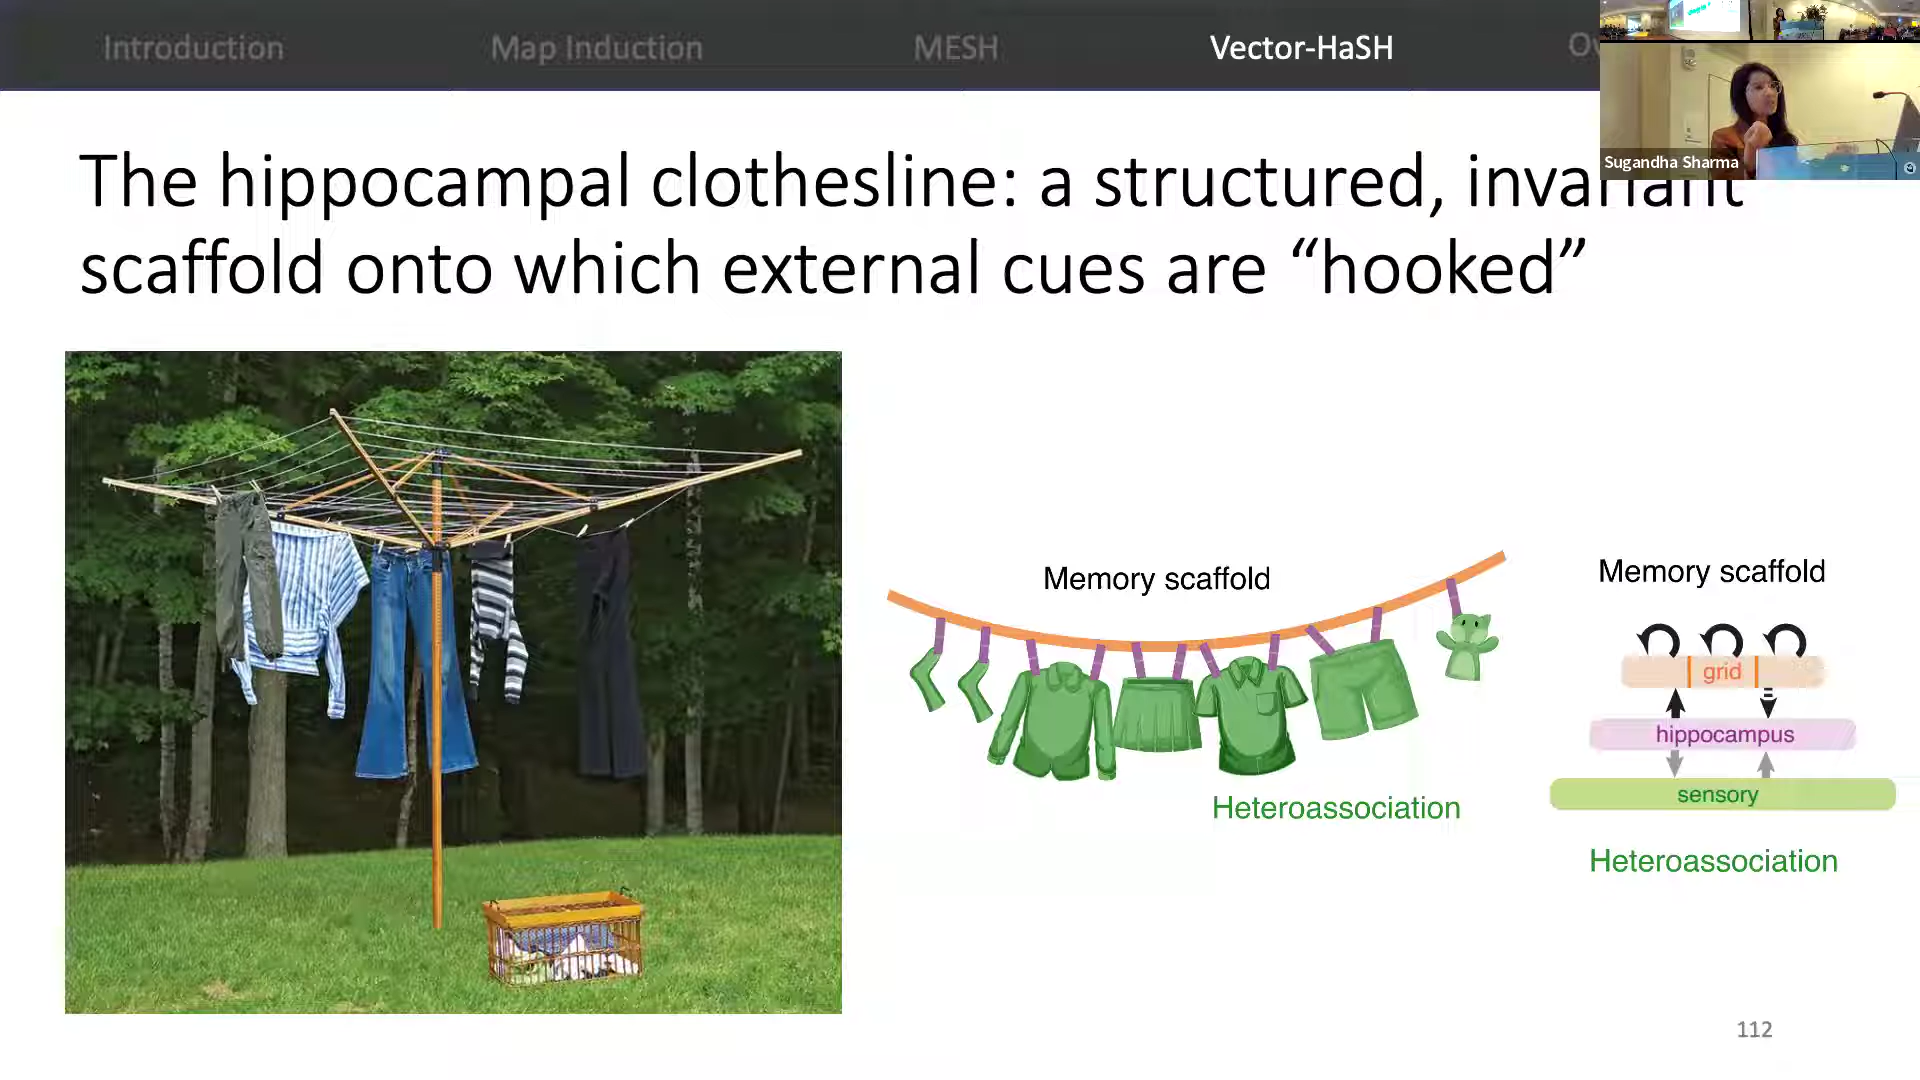 Introduction
Map Induction
MESH
Vector-HaSH
Sugandha Sharma
The hippocampal clothesline: a structured, invariant
scaffold onto which external cues are “hooked”
Memory scaffold
Heteroassociation
Memory scaffold
grid
hippocampus
sensory
Heteroassociation
112